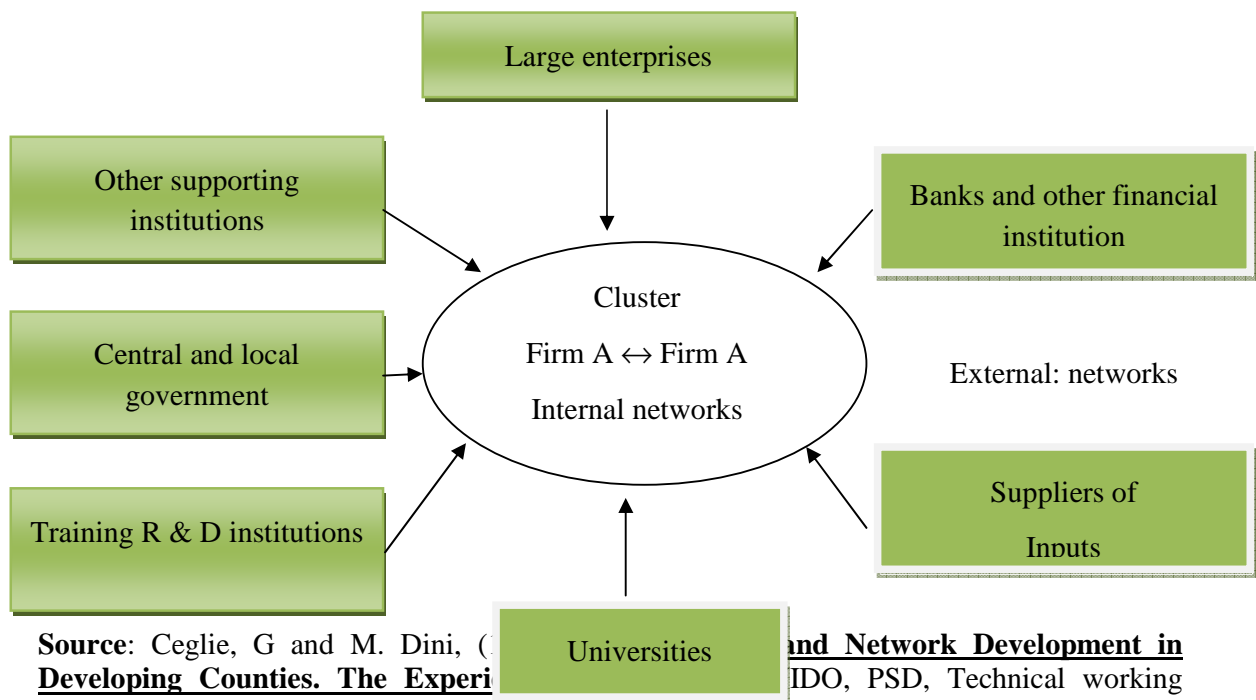 Large enterprises
Other supporting
institutions
Banks and other financial
institution
Cluster
Firm A ↔ Firm A
Internal networks
Central and local
government
External: networks
Training R & D institutions
Suppliers of
Inputs
Universities
Source: Ceglie, G and M. Dini, ( and Network Development in
Developing Counties. The IDO, PSD, Technical working